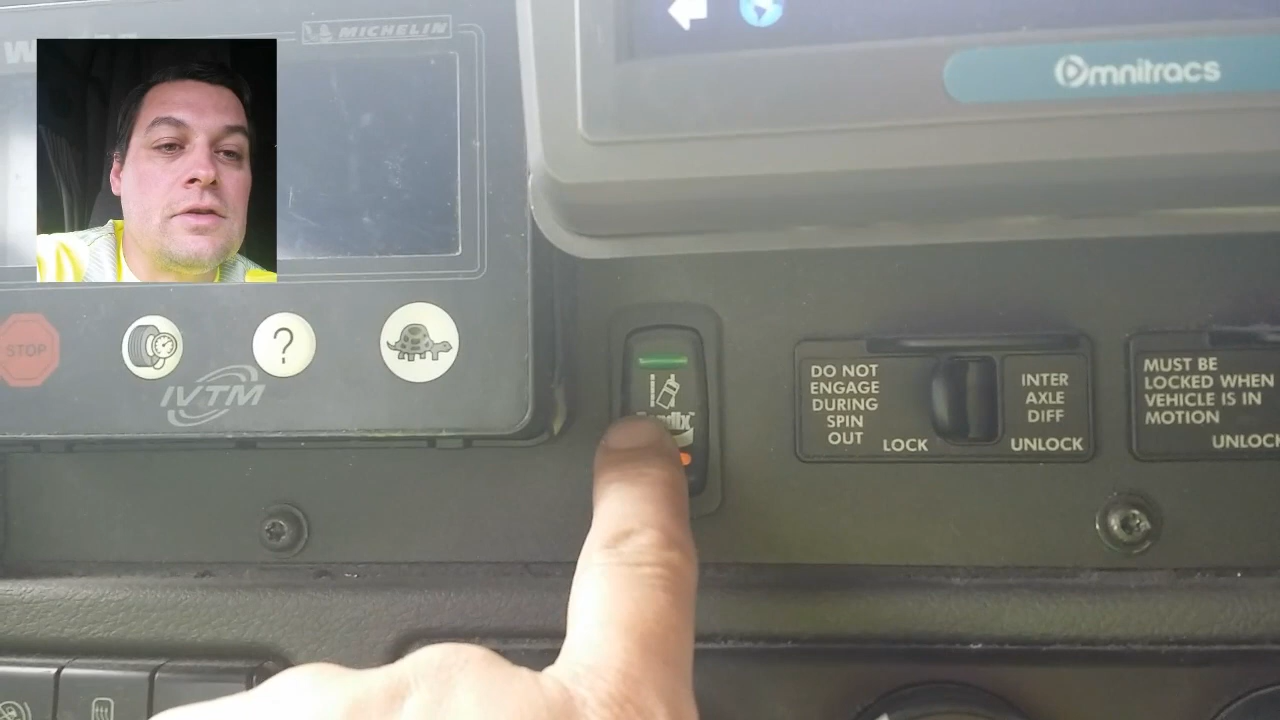 MICHELIN
Omnitracs
STOP
?
IVTM
DO NOT
ENGAGE
DURING
SPIN
OUT
LOCK
INTER
AXLE
DIFF
UNLOCK
MUST BE
LOCKED WHEN
VEHICLE IS IN
MOTION
UNLOCK